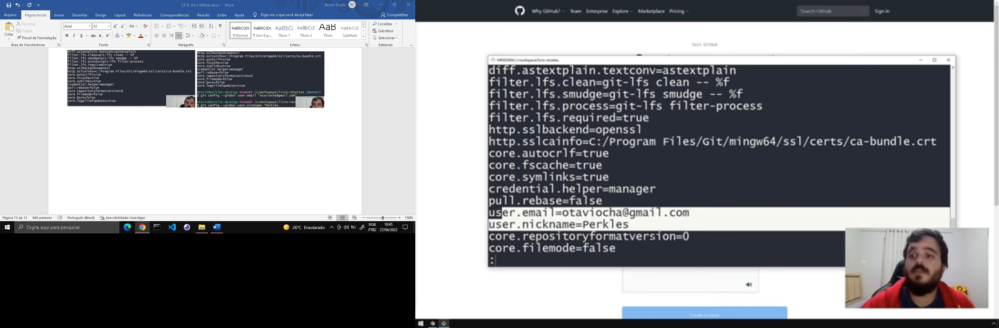 S.F.D. Git e GitHub.docx - Word
Bruno Souza
BS
Arquivo
Página Inicial
Inserir
Desenhar
Design
Layout
Referências
Correspondências
Revisão
Exibir
Ajuda
Diga-me o que você deseja fazer
Compartilhar
Colar
Recortar
Copiar
Pincel de Formatação
Área de Transferência
Arial
12
Fonte
Parágrafo
AaBbCcDc
¶ Normal
AaBbCcDc
¶ Sem Esp...
AaBbC(
Título 1
AaBbCcE
Título 2
AaB
Título
AaBbCcD
Subtítulo
Estilos
Localizar
Substituir
Selecionar
Editando
diff.astextplain.textconv=astextplain
filter.lfs.clean=git-lfs clean -- %f
filter.lfs.smudge=git-lfs smudge -- %f
filter.lfs.process=git-lfs filter-process
filter.lfs.required=true
http.sslbackend=openssl
http.sslcainfo=C:/Program Files/Git/mingw64/ssl/certs/ca-bundle.crt
core.autocrlf=true
core.fscache=true
core.symlinks=true
credential.helper=manager
pull.rebase=false
core.repositoryformatversion=0
core.filemode=false
core.bare=false
core.logallrefupdates=true
:
http.sslbackend=openssl
http.sslcainfo=C:/Program Files/Git/mingw64/ssl/certs/ca-bundle.crt
core.autocrlf=true
core.fscache=true
core.symlinks=true
credential.helper=manager
pull.rebase=false
core.repositoryformatversion=0
core.filemode=false
core.bare=false
core.logallrefupdates=true
Otavio@perkles-desktop MINGW64 /c/workspace/livro-receitas (master)
$ git config --global user.email "otaviocha@gmail.com"
Otavio@perkles-desktop MINGW64 /c/workspace/livro-rece
$ git config --global user.nickname "Perkles
Página 13 de 13
843 palavras
Português (Brasil)
Acessibilidade: investigar
130%
Digite aqui para pesquisar
26°C Ensolarado
POR
PTB2
10:45
27/04/2022
Why GitHub?
Team
Enterprise
Explore
Marketplace
Pricing
Search GitHub
/
Sign in
Join GitHub
MINGW64:/c/workspace/livro-receitas
diff.astextplain.textconv=astextplain
filter.lfs.clean=git-lfs clean -- %f
filter.lfs.smudge=git-lfs smudge -- %f
filter.lfs.process=git-lfs filter-process
filter.lfs.required=true
http.sslbackend=openssl
http.sslcainfo=C:/Program Files/Git/mingw64/ssl/certs/ca-bundle.crt
core.autocrlf=true
core.fscache=true
core.symlinks=true
credential.helper=manager
pull.rebase=false
user.email=otaviocha@gmail.com
user.nickname=Perkles
core.repositoryformatversion=0
core.filemode=false
:
Create account